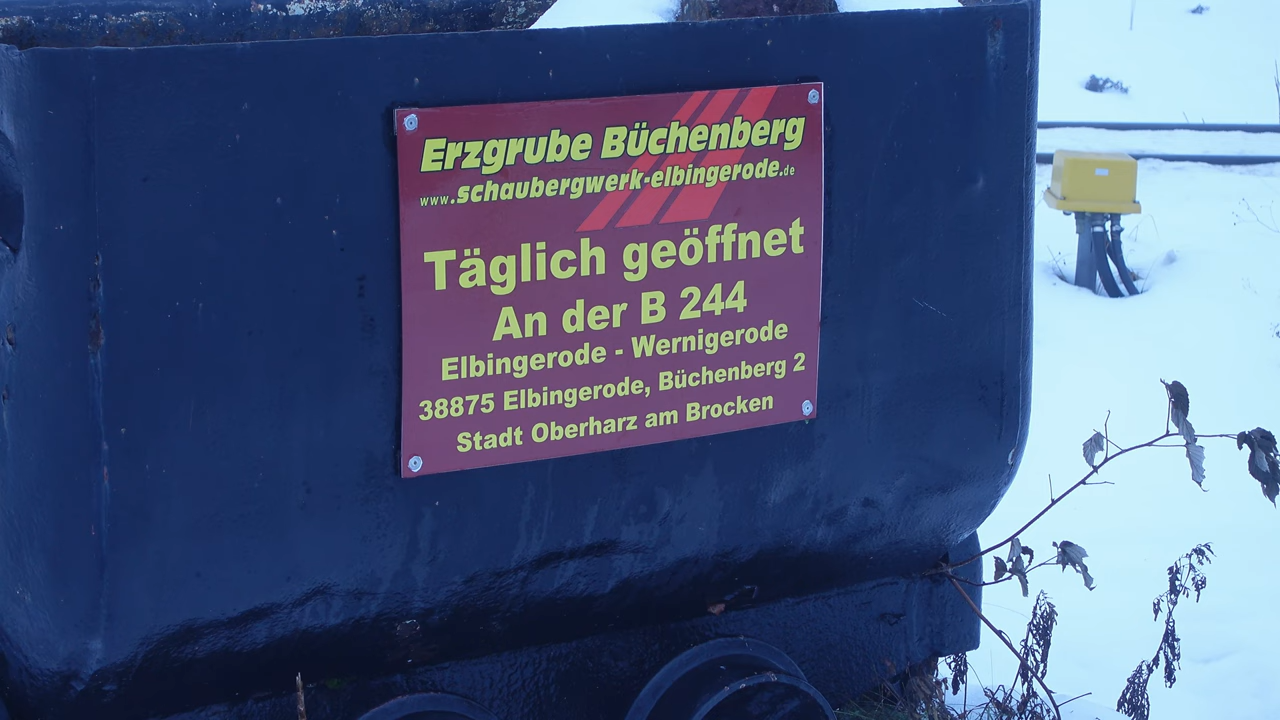 Erzgrube Büchenberg
www.schaubergwerk-elbingerode.de
Täglich geöffnet
An der B 244
Elbingerode - Wernigerode
38875 Elbingerode, Büchenberg 2
Stadt Oberharz am Brocken